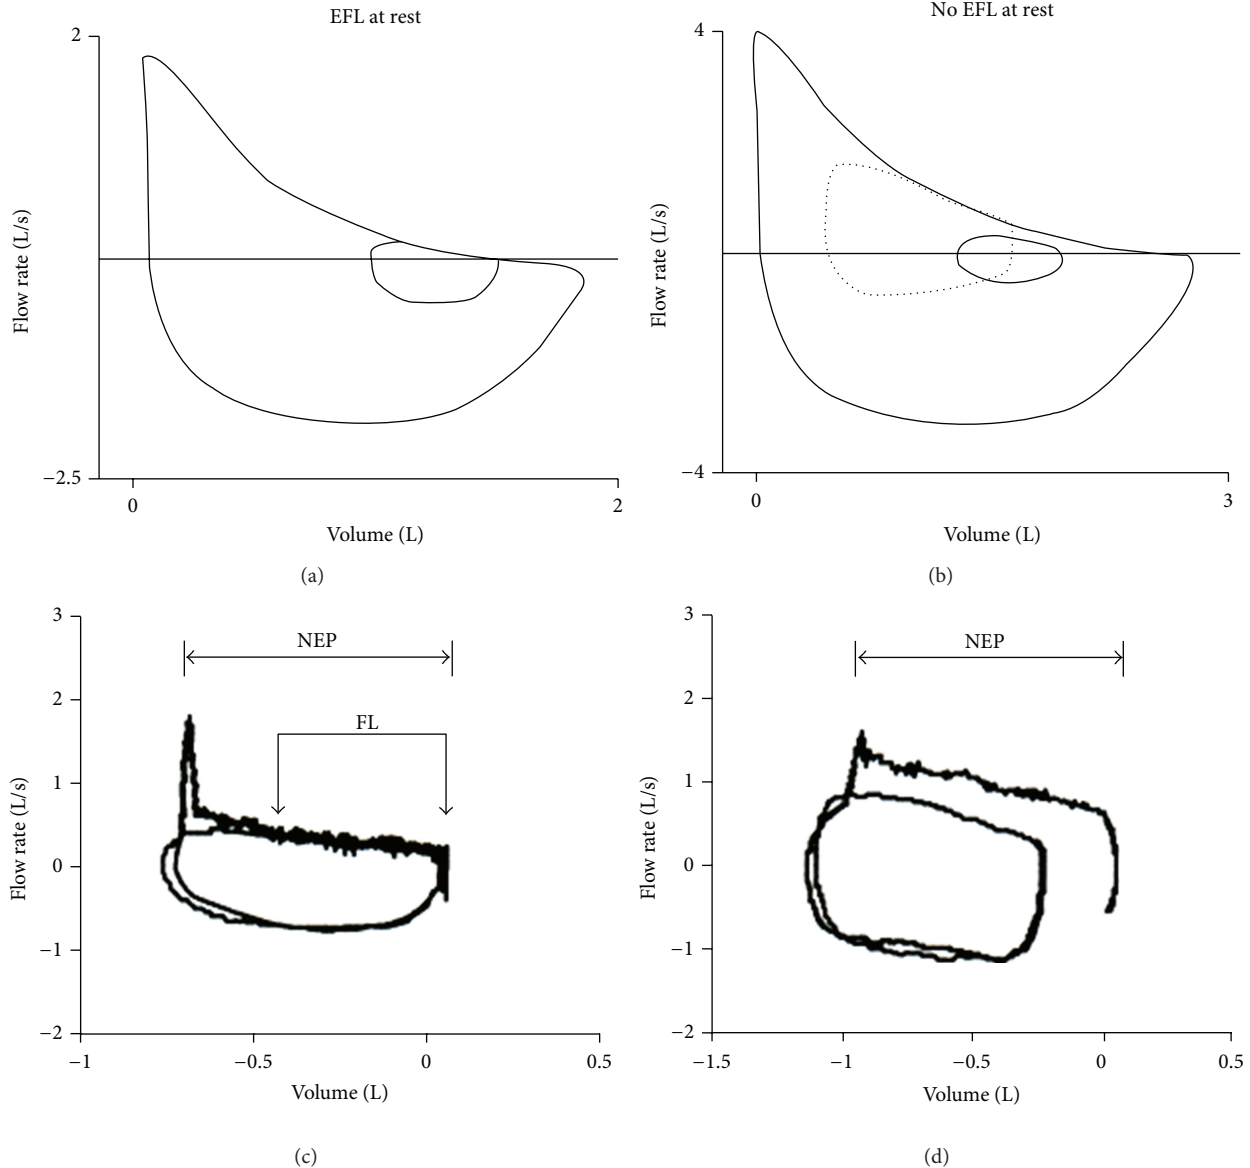 EFL at rest
2
−2.5
0
2
Flow rate (L/s)
Volume (L)
(a)
No EFL at rest
4
−4
0
3
Flow rate (L/s)
Volume (L)
(b)
3
2
1
0
−1
−2
−1
−0.5
0
0.5
NEP
FL
Flow rate (L/s)
Volume (L)
(c)
3
2
1
0
−1
−2
−1.5
−1
−0.5
0
0.5
NEP
Flow rate (L/s)
Volume (L)
(d)